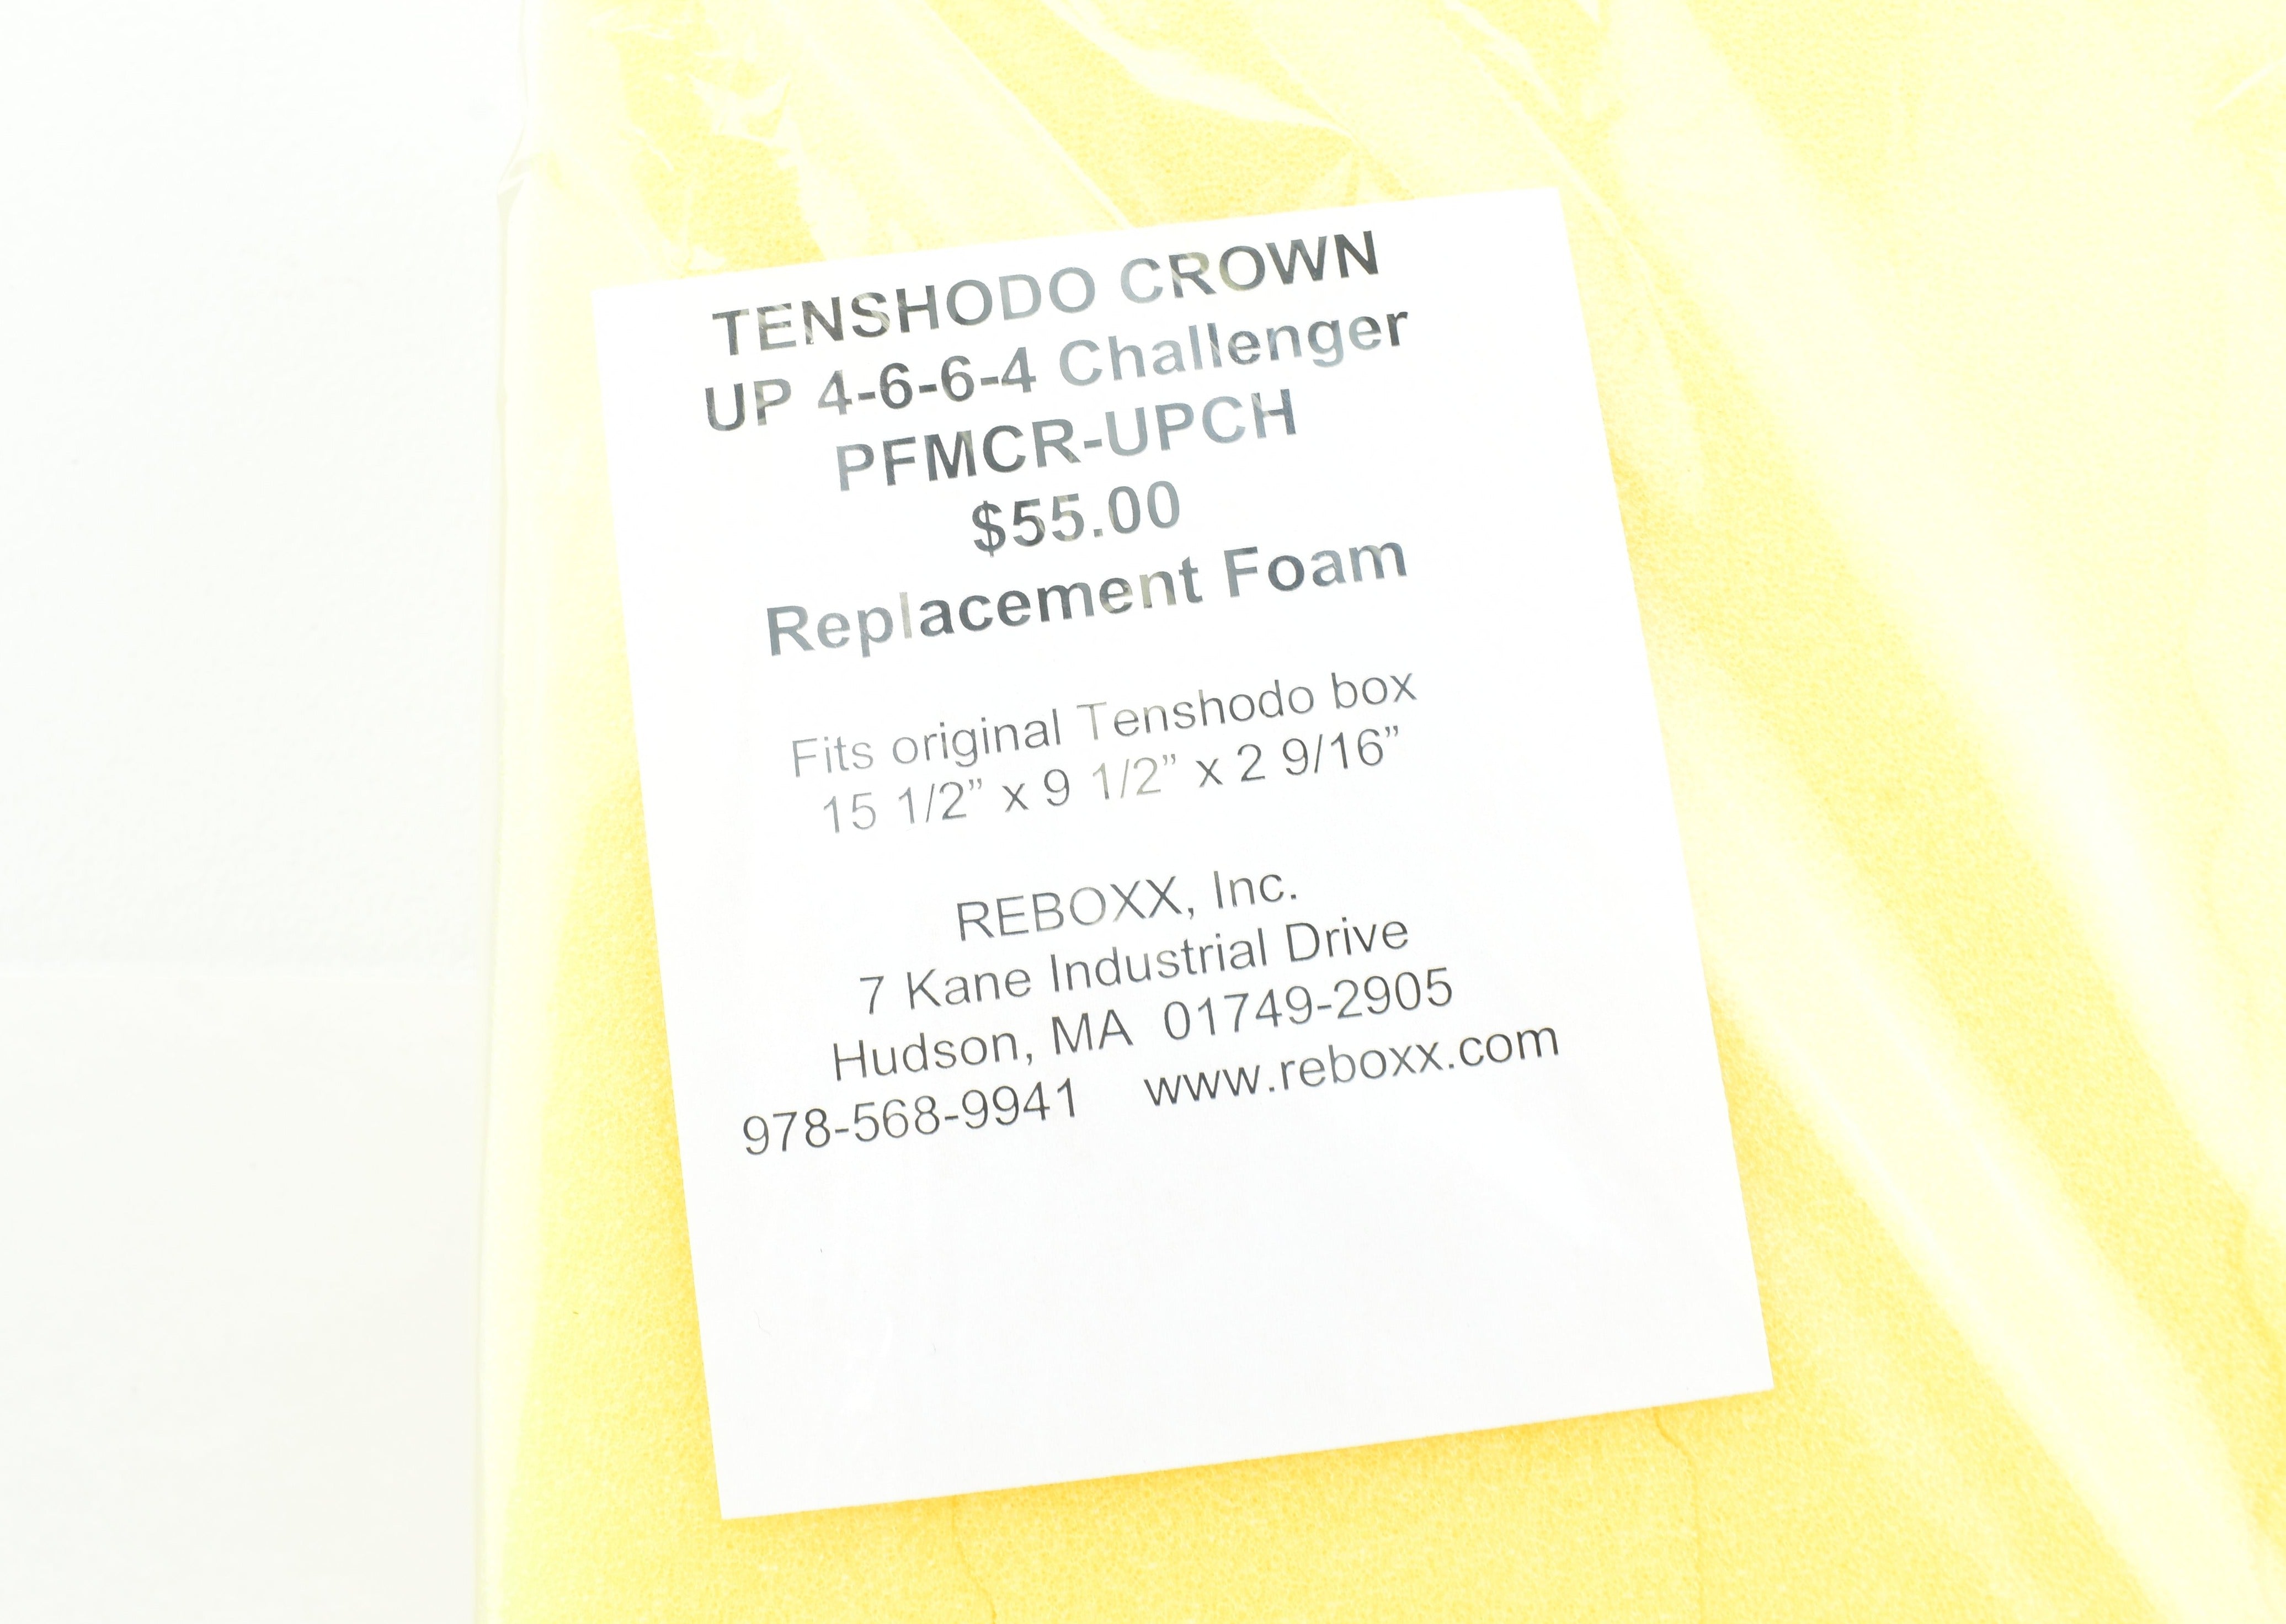 TENSHODO CROWN
UP 4-6-6-4 Challenger
PFMCR-UPCH
$55.00
Replacement Foam
Fits original Tenshodo box
15 1/2” x 9 1/2” x 2 9/16”
REBOXX, Inc.
7 Kane Industrial Drive
Hudson, MA 01749-2905
978-568-9941 www.reboxx.com